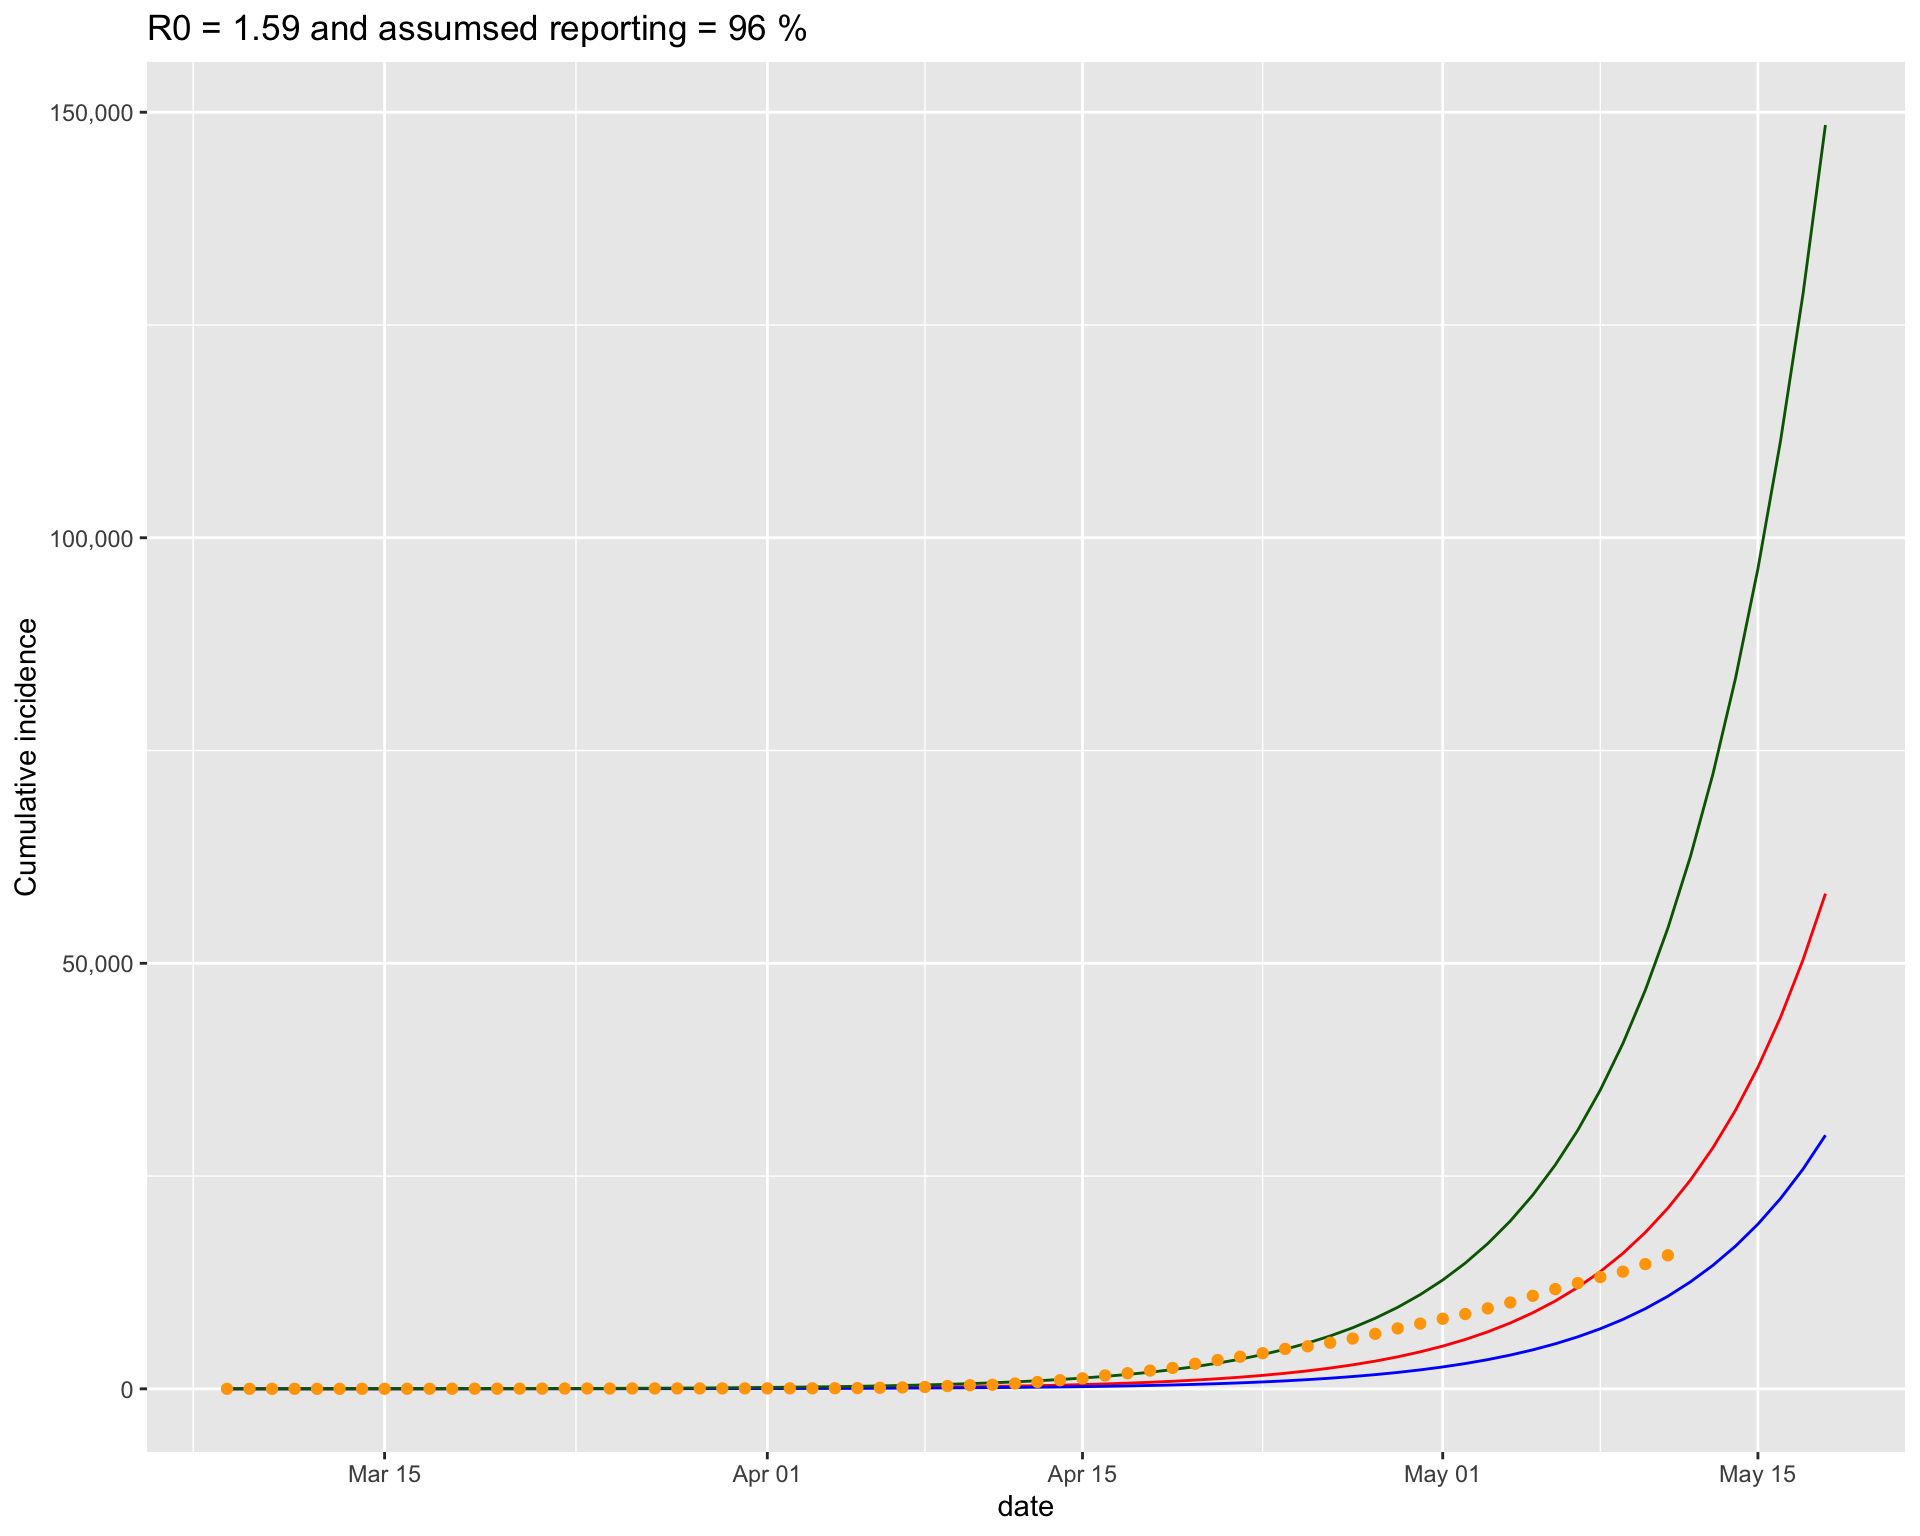 R0 = 1.59 and assumsed reporting = 96 %
150,000
100,000
50,000
0
Cumulative incidence
Mar 15
Apr 01
Apr 15
May 01
May 15
date